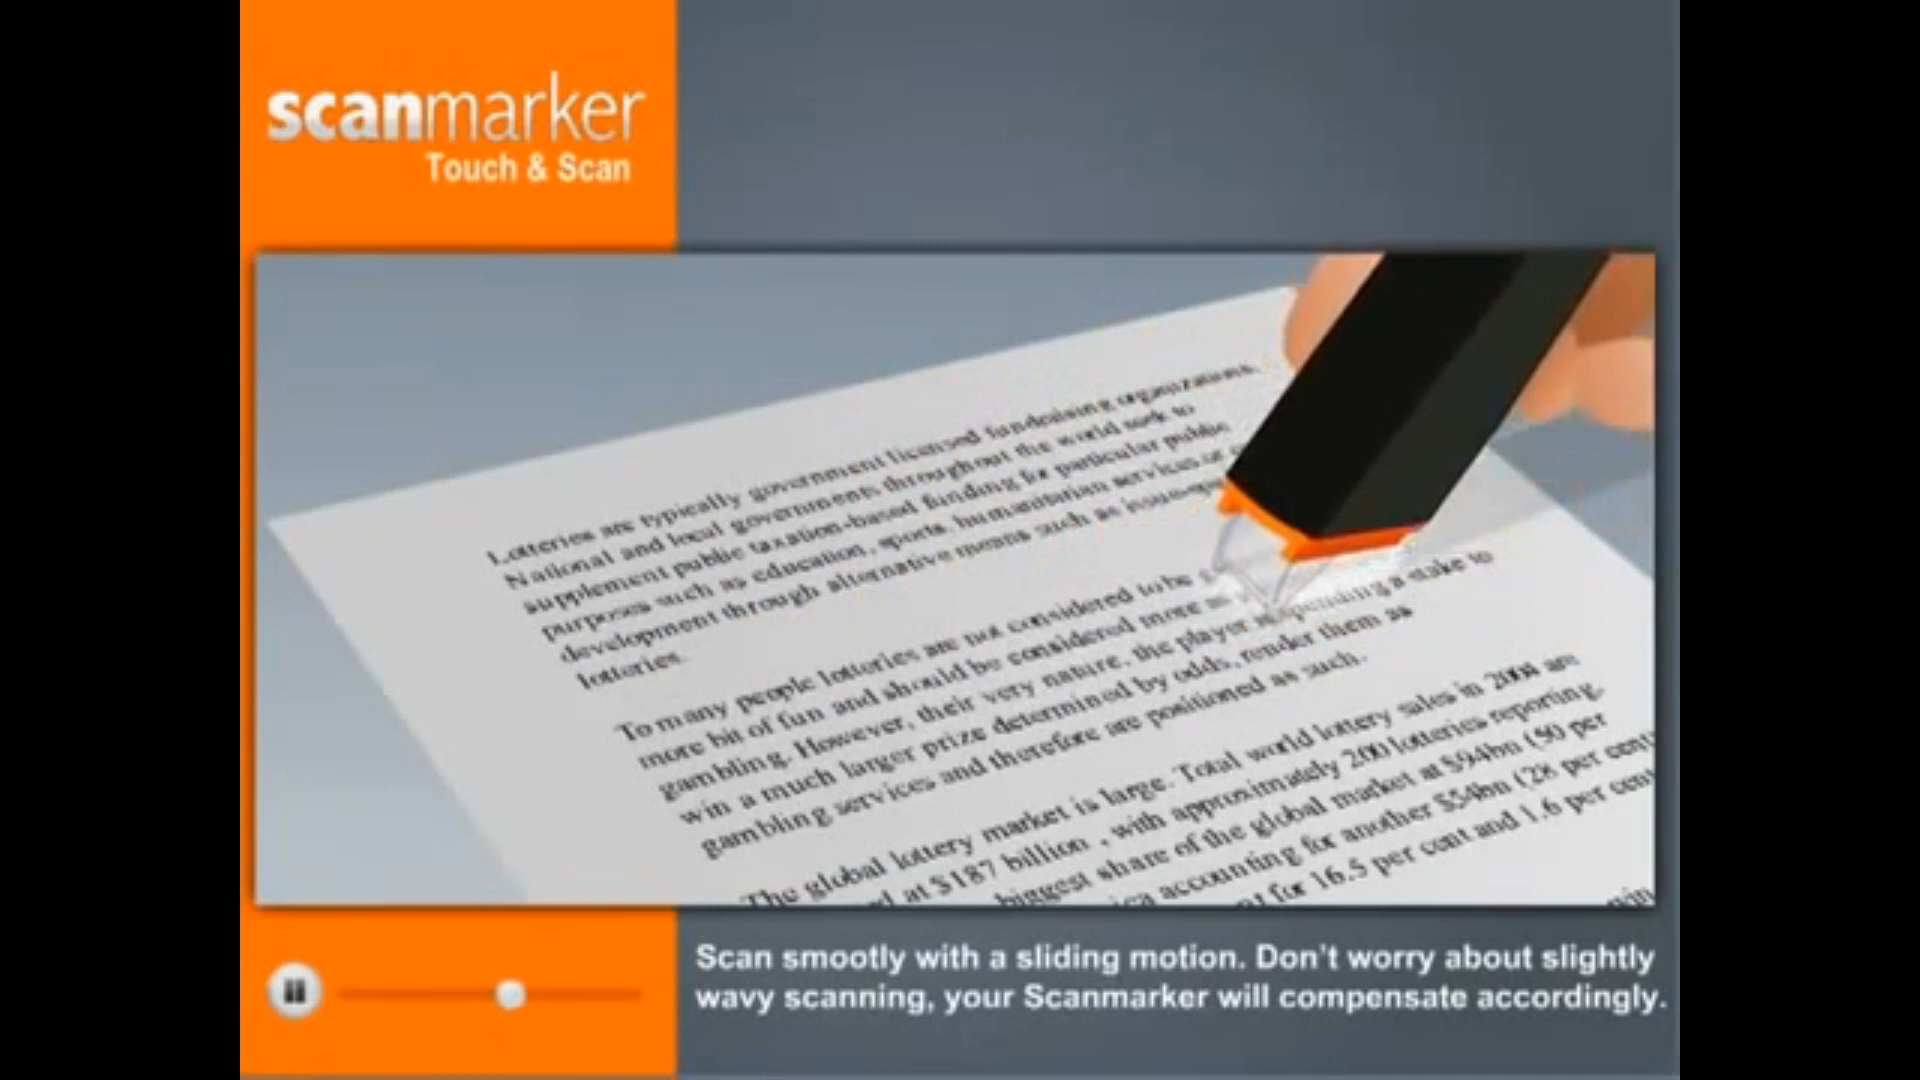 scanmarker
Touch & Scan
Lotteries are typically government licensed fundraising organizations.
National and local governments throughout the world seek to
supplement public taxation-based funding for particular public
purposes such as education, sports, humanitarian services or
development through alternative means such as
lotteries.
To many people lotteries are not considered to be
more bit of fun and should be considered more as
gambling. However, their very nature, the player spending a stake to
win a much larger prize determined by odds, render them as
gambling services and therefore are positioned as such.
The global lottery market is large. Total world lottery sales in 2004 are
at $187 billion , with approximately 200 lotteries reporting.
biggest share of the global market at $94bn (50 per
accounting for another $54bn (28 per cent
for 16.5 per cent and 1.6 per cent
Scan smootly with a sliding motion. Don't worry about slightly
wavy scanning, your Scanmarker will compensate accordingly.